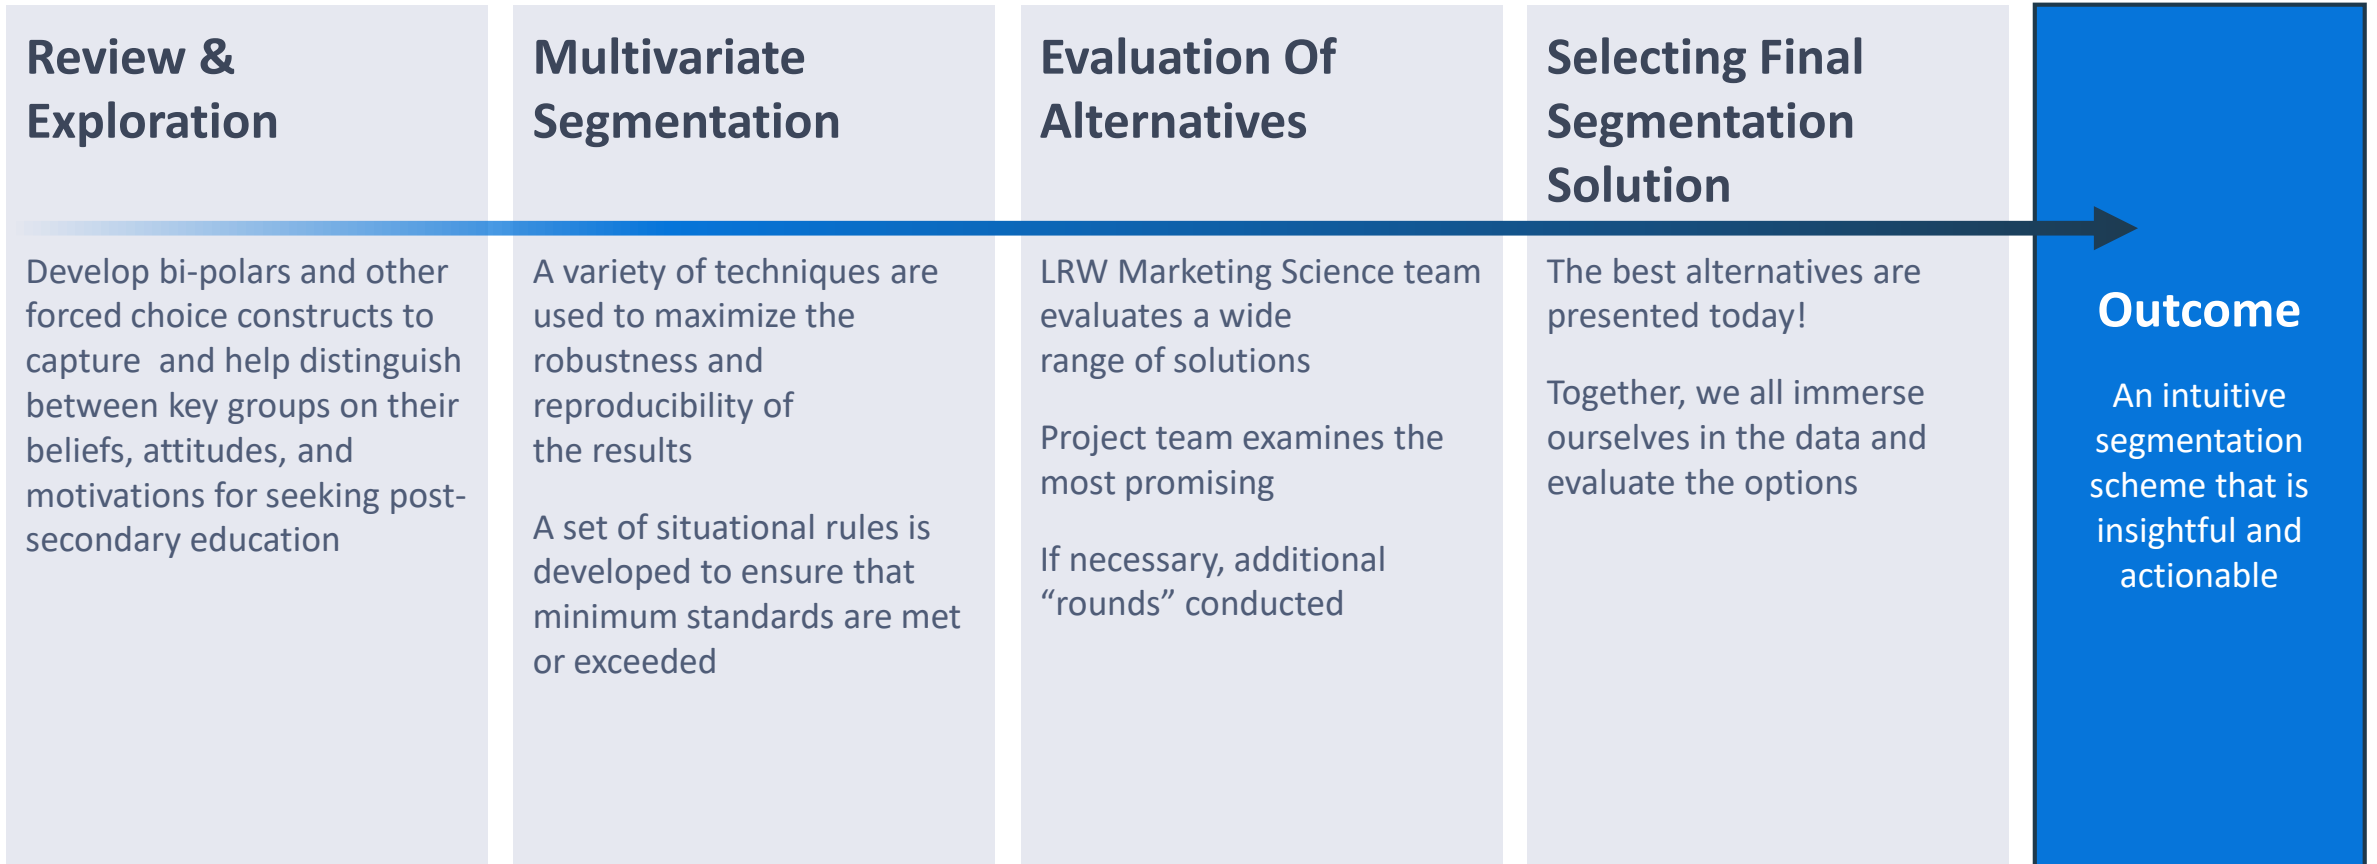 Review &
Exploration
Develop bi-polars and other
forced choice constructs to
capture  and help distinguish
between key groups on their
beliefs, attitudes, and
motivations for seeking post-
secondary education
Multivariate
Segmentation
A variety of techniques are
used to maximize the
robustness and
reproducibility of
the results
A set of situational rules is
developed to ensure that
minimum standards are met
or exceeded
Evaluation Of
Alternatives
LRW Marketing Science team
evaluates a wide
range of solutions
Project team examines the
most promising
If necessary, additional
“rounds” conducted
Selecting Final
Segmentation
Solution
The best alternatives are
presented today!
Together, we all immerse
ourselves in the data and
evaluate the options
Outcome
An intuitive
segmentation
scheme that is
insightful and
actionable